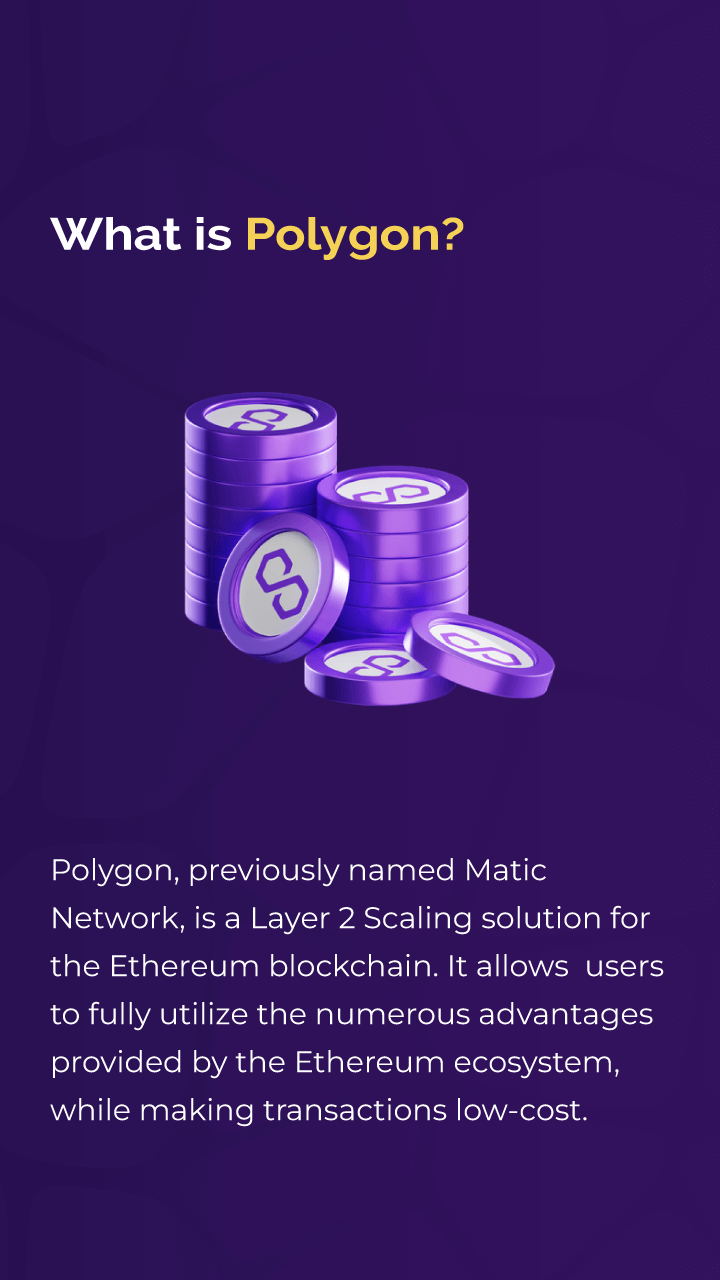 What is Polygon?
Polygon, previously named Matic
Network, is a Layer 2 Scaling solution for
the Ethereum blockchain. It allows  users
to fully utilize the numerous advantages
provided by the Ethereum ecosystem,
while making transactions low-cost.